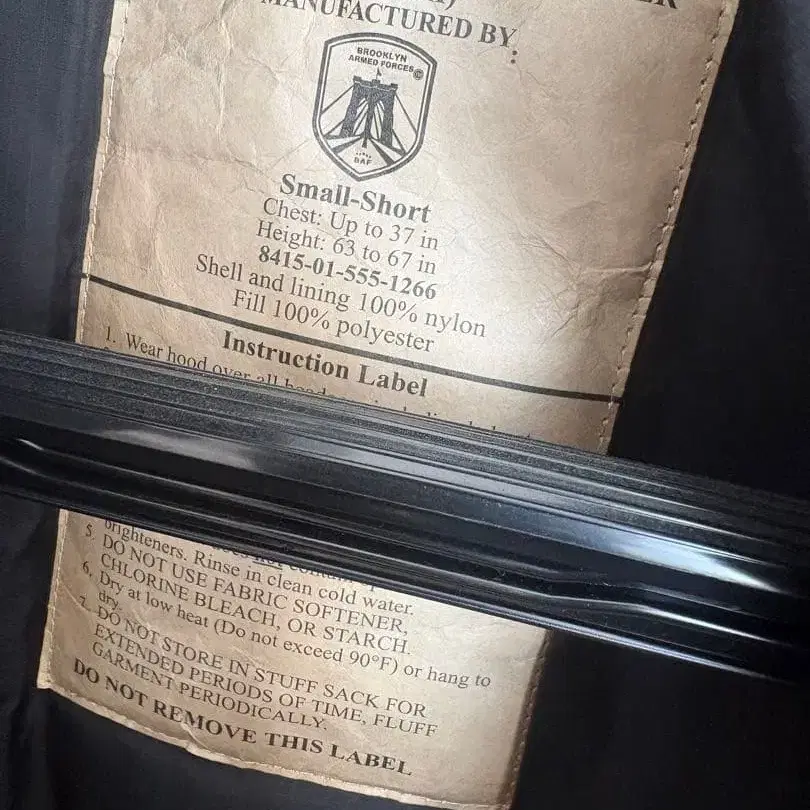 MANUFACTURED BY:
BROOKLYN
ARMED FORCES
BAF
Small-Short
Chest: Up to 37 in
Height: 63 to 67 in
8415-01-555-1266
Shell and lining 100% nylon
Fill 100% polyester
Instruction Label
1. Wear hood over all
brighteners. Rinse in clean cold water.
5. DO NOT USE FABRIC SOFTENER,
CHLORINE BLEACH, OR STARCH.
6. Dry at low heat (Do not exceed 90°F) or hang to
dry.
7. DO NOT STORE IN STUFF SACK FOR
EXTENDED PERIODS OF TIME, FLUFF
GARMENT PERIODICALLY.
DO NOT REMOVE THIS LABEL